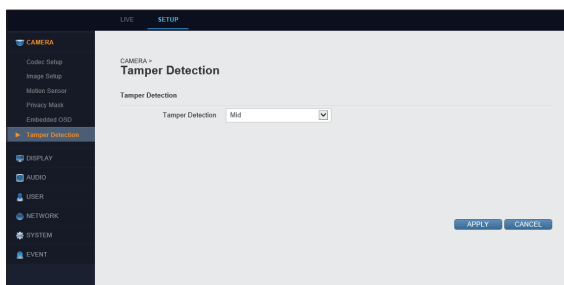 LIVE SETUP
CAMERA
Codec Setup
Image Setup
Motion Sensor
Privacy Mask
Embedded OSD
Tamper Detection
DISPLAY
AUDIO
USER
NETWORK
SYSTEM
EVENT
CAMERA >
Tamper Detection
Tamper Detection
Tamper Detection Mid
APPLY CANCEL